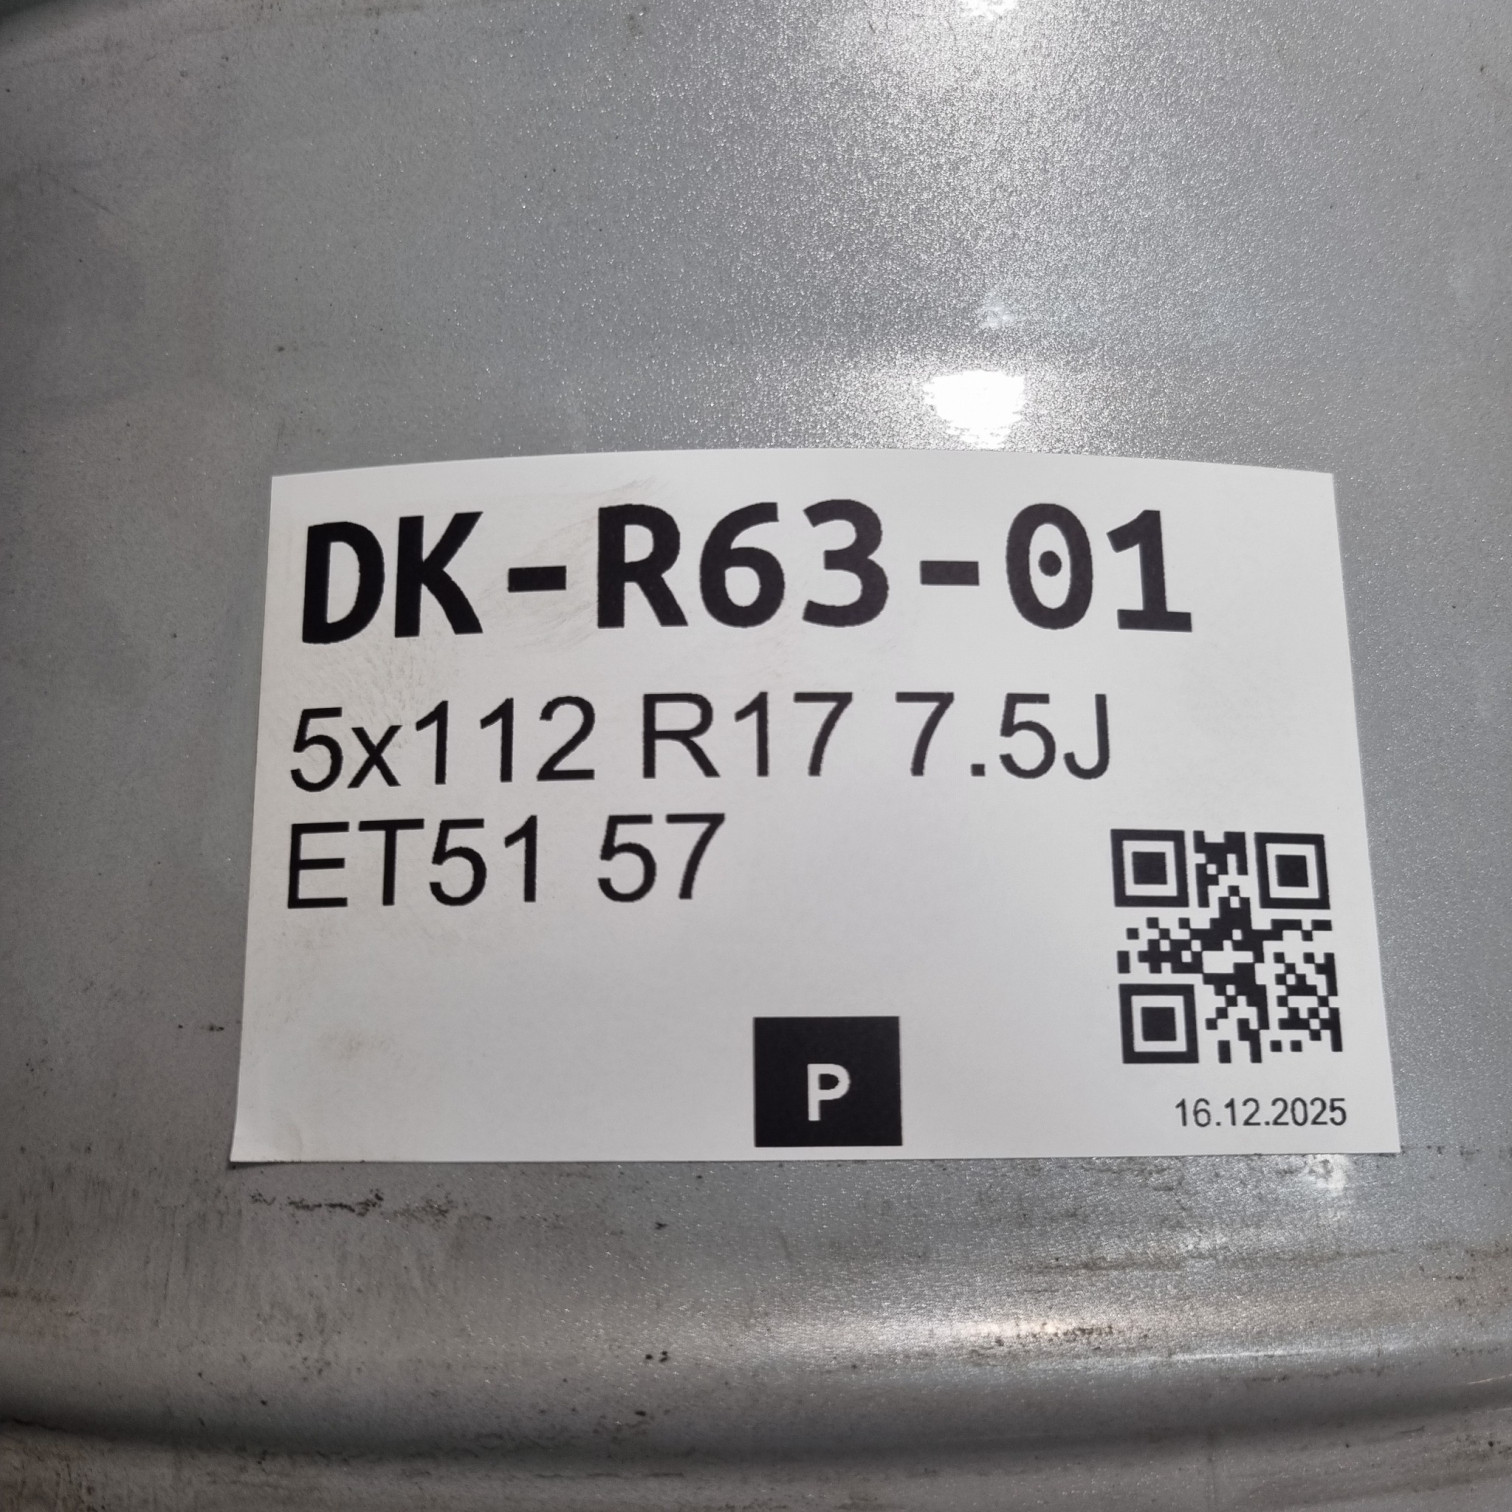 DK-R63-01
5x112 R17 7.5J
ET51 57
P
16.12.2025